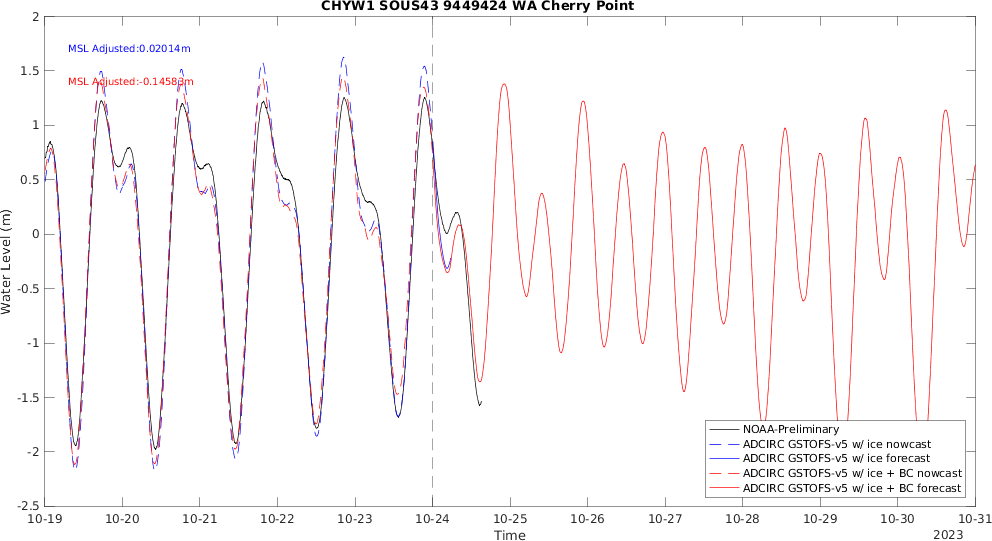 CHYW1 SOUS43 9449424 WA Cherry Point
MSL Adjusted:0.02014m
MSL Adjusted:-0.14583m
Water Level (m)
2
1.5
1
0.5
0
-0.5
-1
-1.5
-2
-2.5
NOAA-Preliminary
ADCIRC GSTOFS-v5 w/ ice nowcast
ADCIRC GSTOFS-v5 w/ ice forecast
ADCIRC GSTOFS-v5 w/ ice + BC nowcast
ADCIRC GSTOFS-v5 w/ ice + BC forecast
10-19 10-20 10-21 10-22 10-23 10-24 10-25 10-26 10-27 10-28 10-29 10-30 10-31
Time
2023